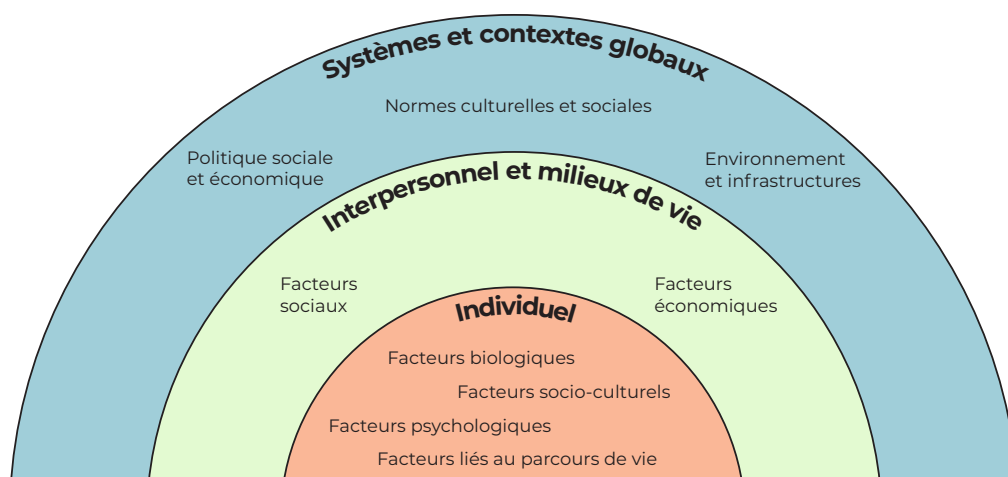 Systèmes et contextes globaux
Normes culturelles et sociales
Politique sociale
et économique
Environnement
et infrastructures
Interpersonnel et milieux de vie
Facteurs
sociaux
Facteurs
économiques
Individuel
Facteurs biologiques
Facteurs socio-culturels
Facteurs psychologiques
Facteurs liés au parcours de vie